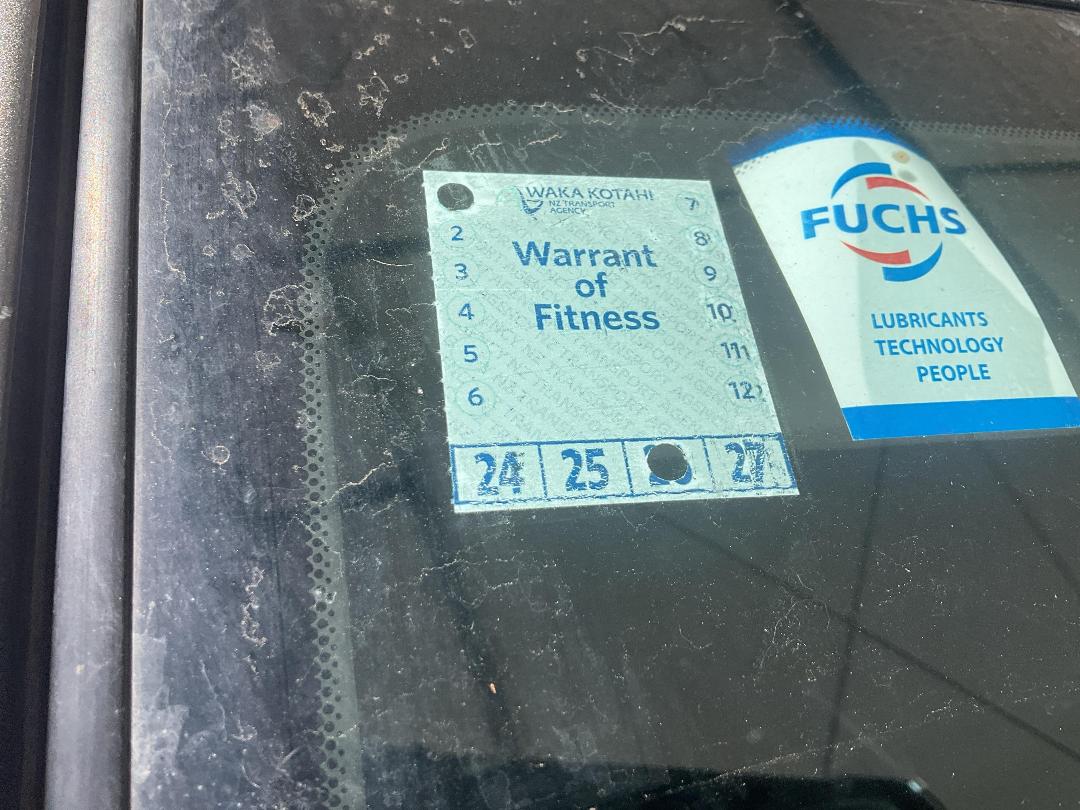 WAKA KOTAHI
NZ TRANSPORT
AGENCY
Warrant
of
Fitness
2
3
4
5
6
7
8
9
10
11
12
24 25 27
FUCHS
LUBRICANTS
TECHNOLOGY
PEOPLE